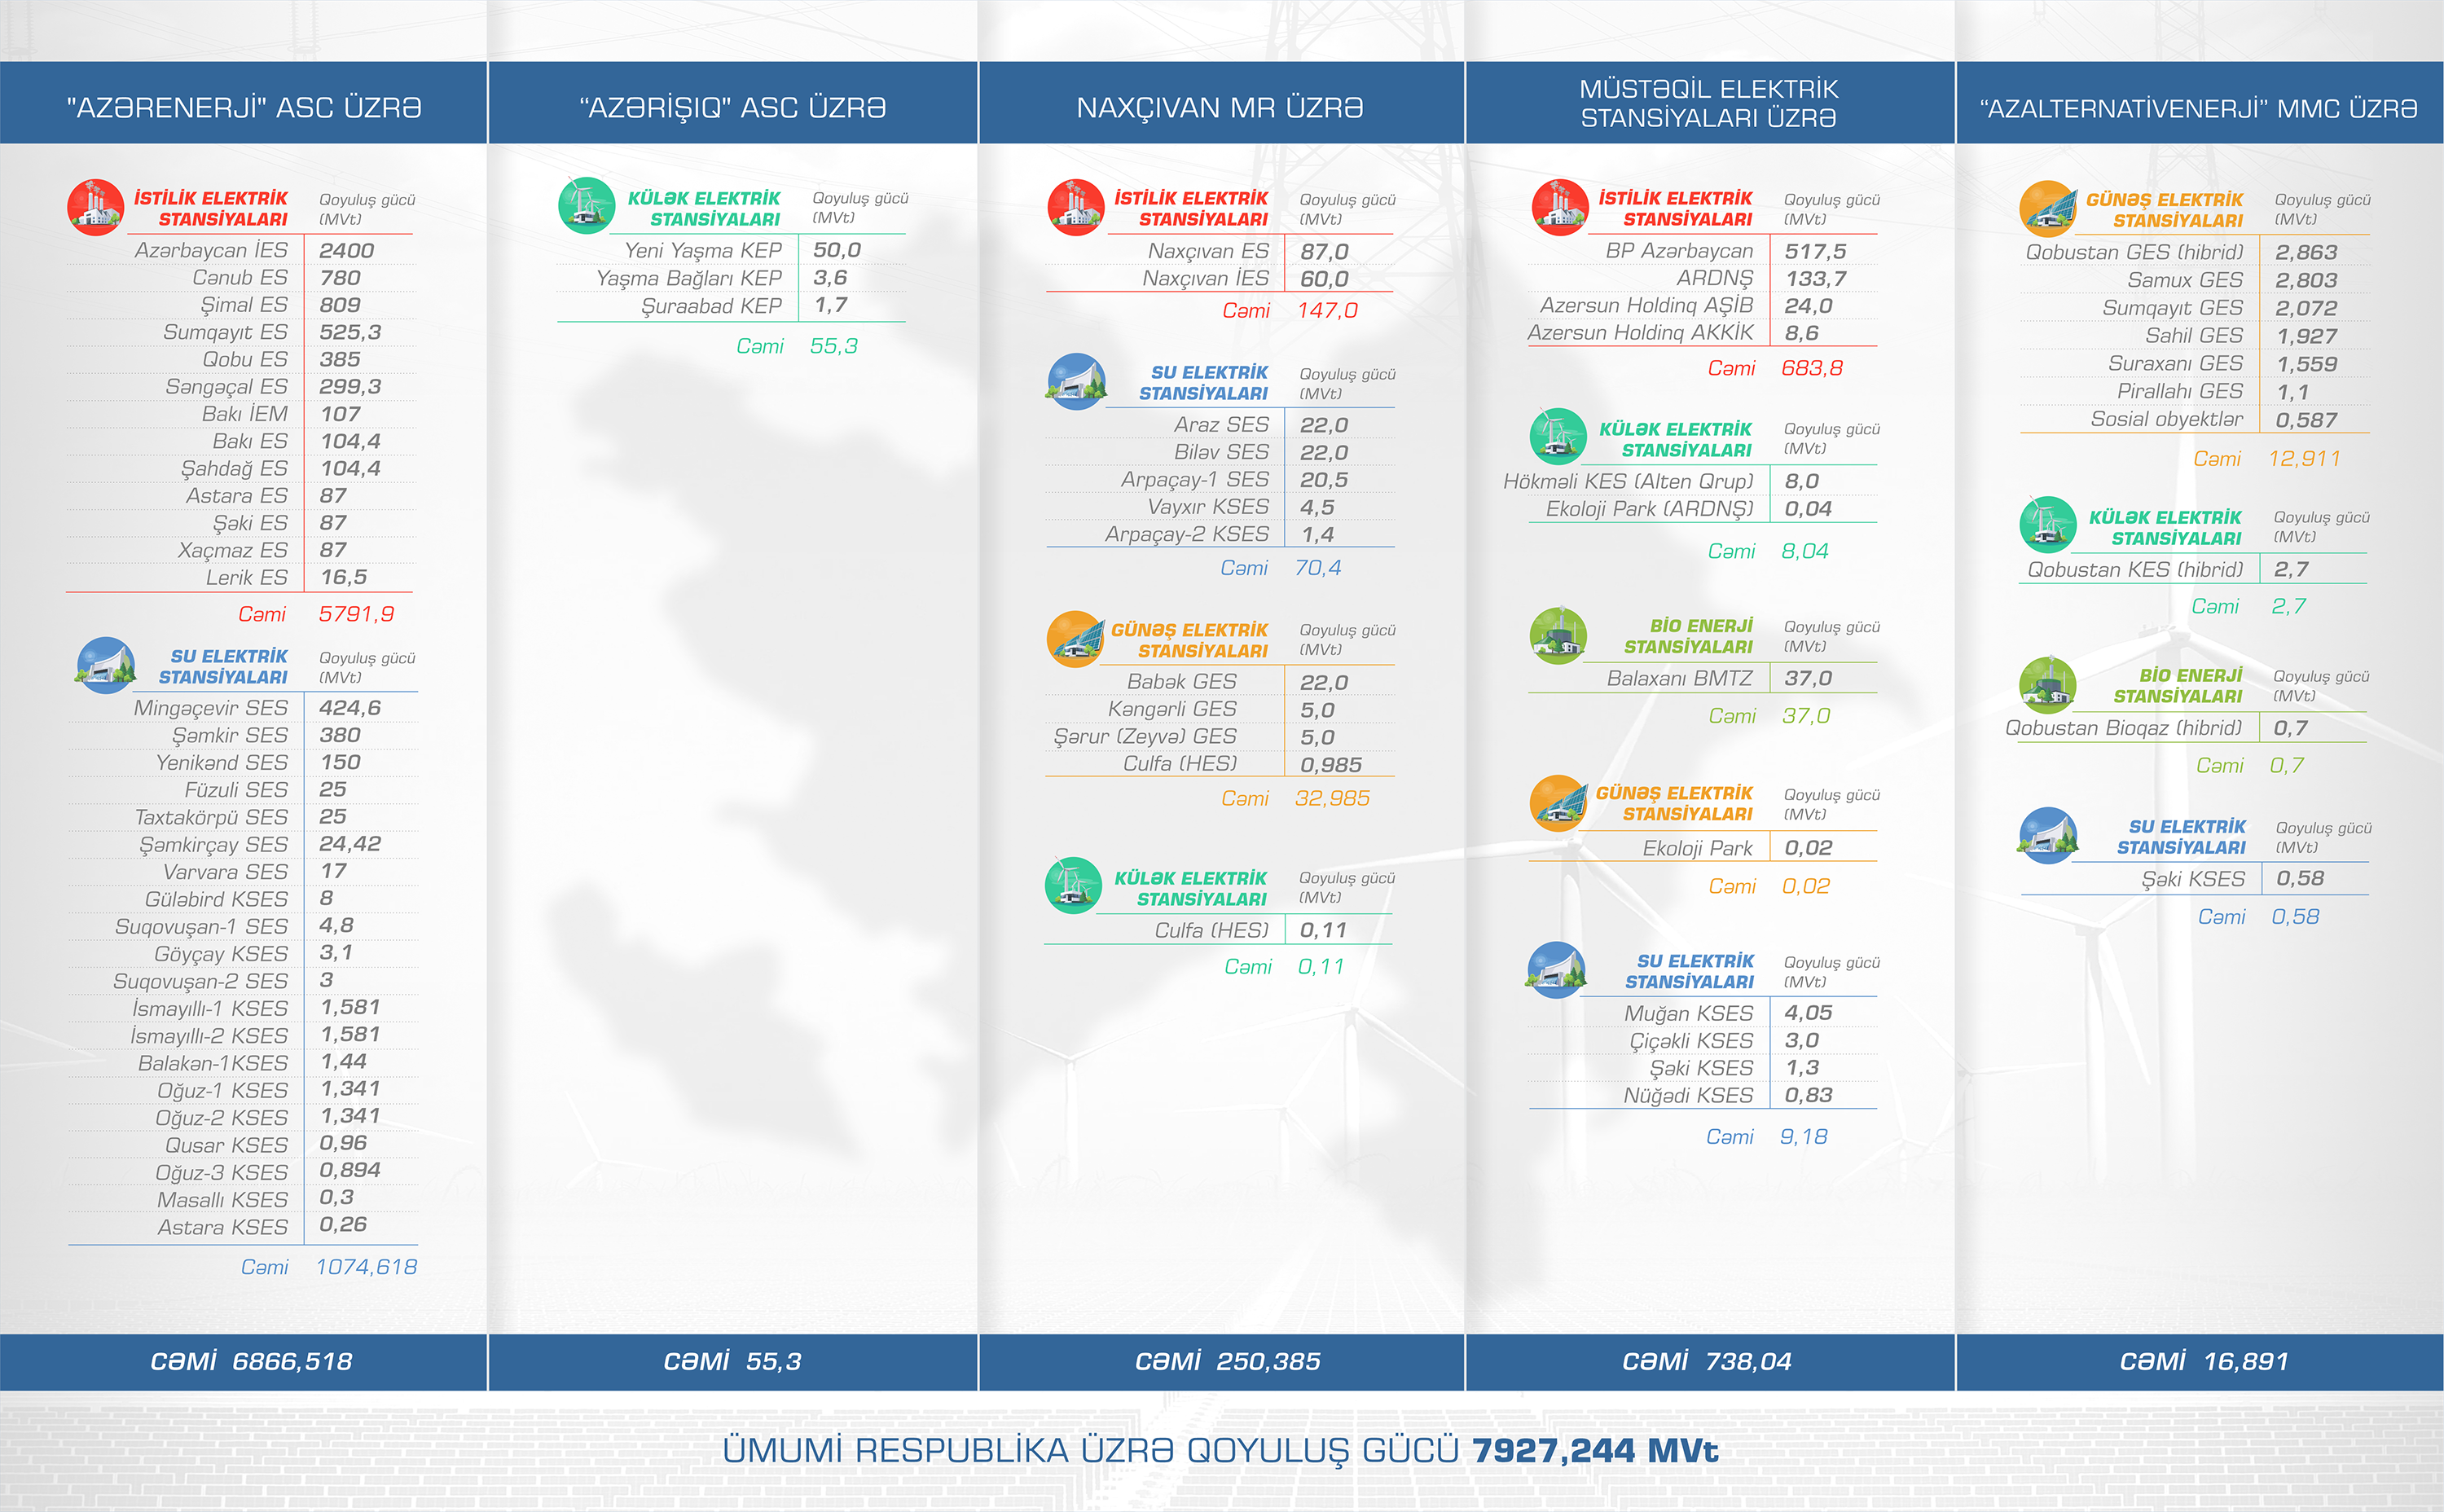 "AZƏRENERJİ" ASC ÜZRƏ
İSTİLİK ELEKTRİK
STANSİYALARI
Qoyuluş gücü
(MVt)
Azərbaycan İES 2400
Cənub ES 780
Şimal ES 809
Sumqayıt ES 525,3
Qobu ES 385
Səngəçal ES 299,3
Bakı İEM 107
Bakı ES 104,4
Şahdağ ES 104,4
Astara ES 87
Şəki ES 87
Xaçmaz ES 87
Lerik ES 16,5
Cəmi 5791,9
SU ELEKTRİK
STANSİYALARI
Qoyuluş gücü
(MVt)
Mingəçevir SES 424,6
Şəmkir SES 380
Yenikənd SES 150
Füzuli SES 25
Taxtakörpü SES 25
Şəmkirçay SES 24,42
Varvara SES 17
Güləbird KSES 8
Suqovuşan-1 SES 4,8
Göyçay KSES 3,1
Suqovuşan-2 SES 3
İsmayıllı-1 KSES 1,581
İsmayıllı-2 KSES 1,581
Balakən-1KSES 1,44
Oğuz-1 KSES 1,341
Oğuz-2 KSES 1,341
Qusar KSES 0,96
Oğuz-3 KSES 0,894
Masallı KSES 0,3
Astara KSES 0,26
Cəmi 1074,618
CƏMİ 6866,518
“AZƏRİŞIQ" ASC ÜZRƏ
KÜLƏK ELEKTRİK
STANSİYALARI
Qoyuluş gücü
(MVt)
Yeni Yaşma KEP 50,0
Yaşma Bağları KEP 3,6
Şuraabad KEP 1,7
Cəmi 55,3
CƏMİ 55,3
NAXÇIVAN MR ÜZRƏ
İSTİLİK ELEKTRİK
STANSİYALARI
Qoyuluş gücü
(MVt)
Naxçıvan ES 87,0
Naxçıvan İES 60,0
Cəmi 147,0
SU ELEKTRİK
STANSİYALARI
Qoyuluş gücü
(MVt)
Araz SES 22,0
Biləv SES 22,0
Arpaçay-1 SES 20,5
Vayxır KSES 4,5
Arpaçay-2 KSES 1,4
Cəmi 70,4
GÜNƏŞ ELEKTRİK
STANSİYALARI
Qoyuluş gücü
(MVt)
Babək GES 22,0
Kəngərli GES 5,0
Şərur (Zeyvə) GES 5,0
Culfa (HES) 0,985
Cəmi 32,985
KÜLƏK ELEKTRİK
STANSİYALARI
Qoyuluş gücü
(MVt)
Culfa (HES) 0,11
Cəmi 0,11
CƏMİ 250,385
MÜSTƏQİL ELEKTRİK
STANSİYALARI ÜZRƏ
İSTİLİK ELEKTRİK
STANSİYALARI
Qoyuluş gücü
(MVt)
BP Azərbaycan 517,5
ARDNŞ 133,7
Azersun Holdinq AŞİB 24,0
Azersun Holdinq AKKİK 8,6
Cəmi 683,8
KÜLƏK ELEKTRİK
STANSİYALARI
Qoyuluş gücü
(MVt)
Hökməli KES (Alten Qrup) 8,0
Ekoloji Park (ARDNŞ) 0,04
Cəmi 8,04
BİO ENERJİ
STANSİYALARI
Qoyuluş gücü
(MVt)
Balaxanı BMTZ 37,0
Cəmi 37,0
GÜNƏŞ ELEKTRİK
STANSİYALARI
Qoyuluş gücü
(MVt)
Ekoloji Park 0,02
Cəmi 0,02
SU ELEKTRİK
STANSİYALARI
Qoyuluş gücü
(MVt)
Muğan KSES 4,05
Çiçəkli KSES 3,0
Şəki KSES 1,3
Nüğədi KSES 0,83
Cəmi 9,18
CƏMİ 738,04
“AZALTERNATİVENERJİ” MMC ÜZRƏ
GÜNƏŞ ELEKTRİK
STANSİYALARI
Qoyuluş gücü
(MVt)
Qobustan GES (hibrid) 2,863
Samux GES 2,803
Sumqayıt GES 2,072
Sahil GES 1,927
Suraxanı GES 1,559
Pirallahı GES 1,1
Sosial obyektlər 0,587
Cəmi 12,911
KÜLƏK ELEKTRİK
STANSİYALARI
Qoyuluş gücü
(MVt)
Qobustan KES (hibrid) 2,7
Cəmi 2,7
BİO ENERJİ
STANSİYALARI
Qoyuluş gücü
(MVt)
Qobustan Bioqaz (hibrid) 0,7
Cəmi 0,7
SU ELEKTRİK
STANSİYALARI
Qoyuluş gücü
(MVt)
Şəki KSES 0,58
Cəmi 0,58
CƏMİ 16,891
ÜMUMİ RESPUBLİKA ÜZRƏ QOYULUŞ GÜCÜ 7927,244 MVt